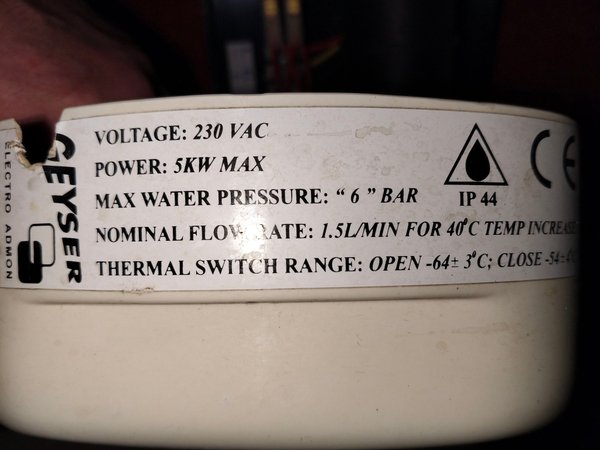 VOLTAGE: 230 VAC
POWER: 5KW MAX
MAX WATER PRESSURE: “ 6 ” BAR
NOMINAL FLOW RATE: 1.5L/MIN FOR 40°C TEMP INCREASE
THERMAL SWITCH RANGE: OPEN -64± 3°C; CLOSE -54±
IP 44
CE
GEYSER
ELECTRO ADMON